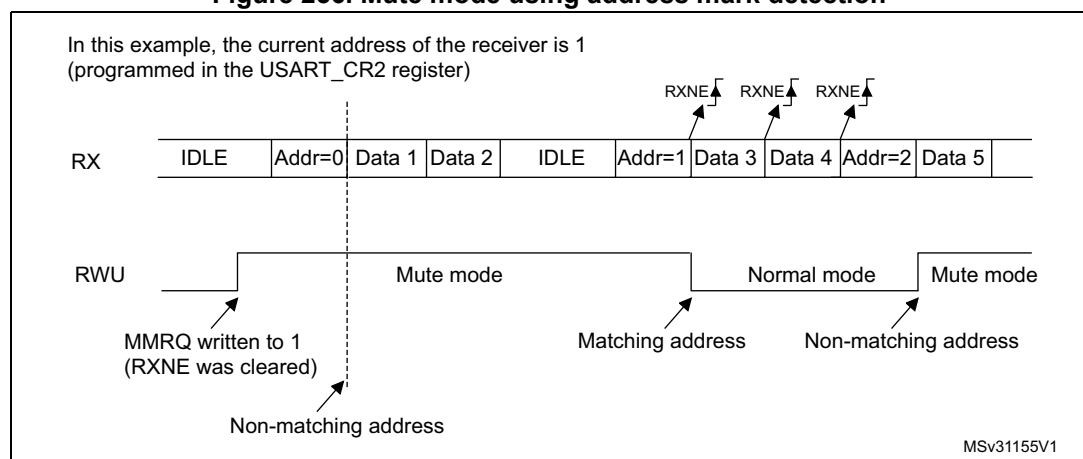 Figure 236. Mute mode using address mark detection
In this example, the current address of the receiver is 1
(programmed in the USART_CR2 register)
RXNE RXNE RXNE
RX IDLE Addr=0 Data 1 Data 2 IDLE Addr=1 Data 3 Data 4 Addr=2 Data 5
RWU Mute mode Normal mode Mute mode
MMRQ written to 1
(RXNE was cleared)
Matching address Non-matching address
Non-matching address
MSv31155V1